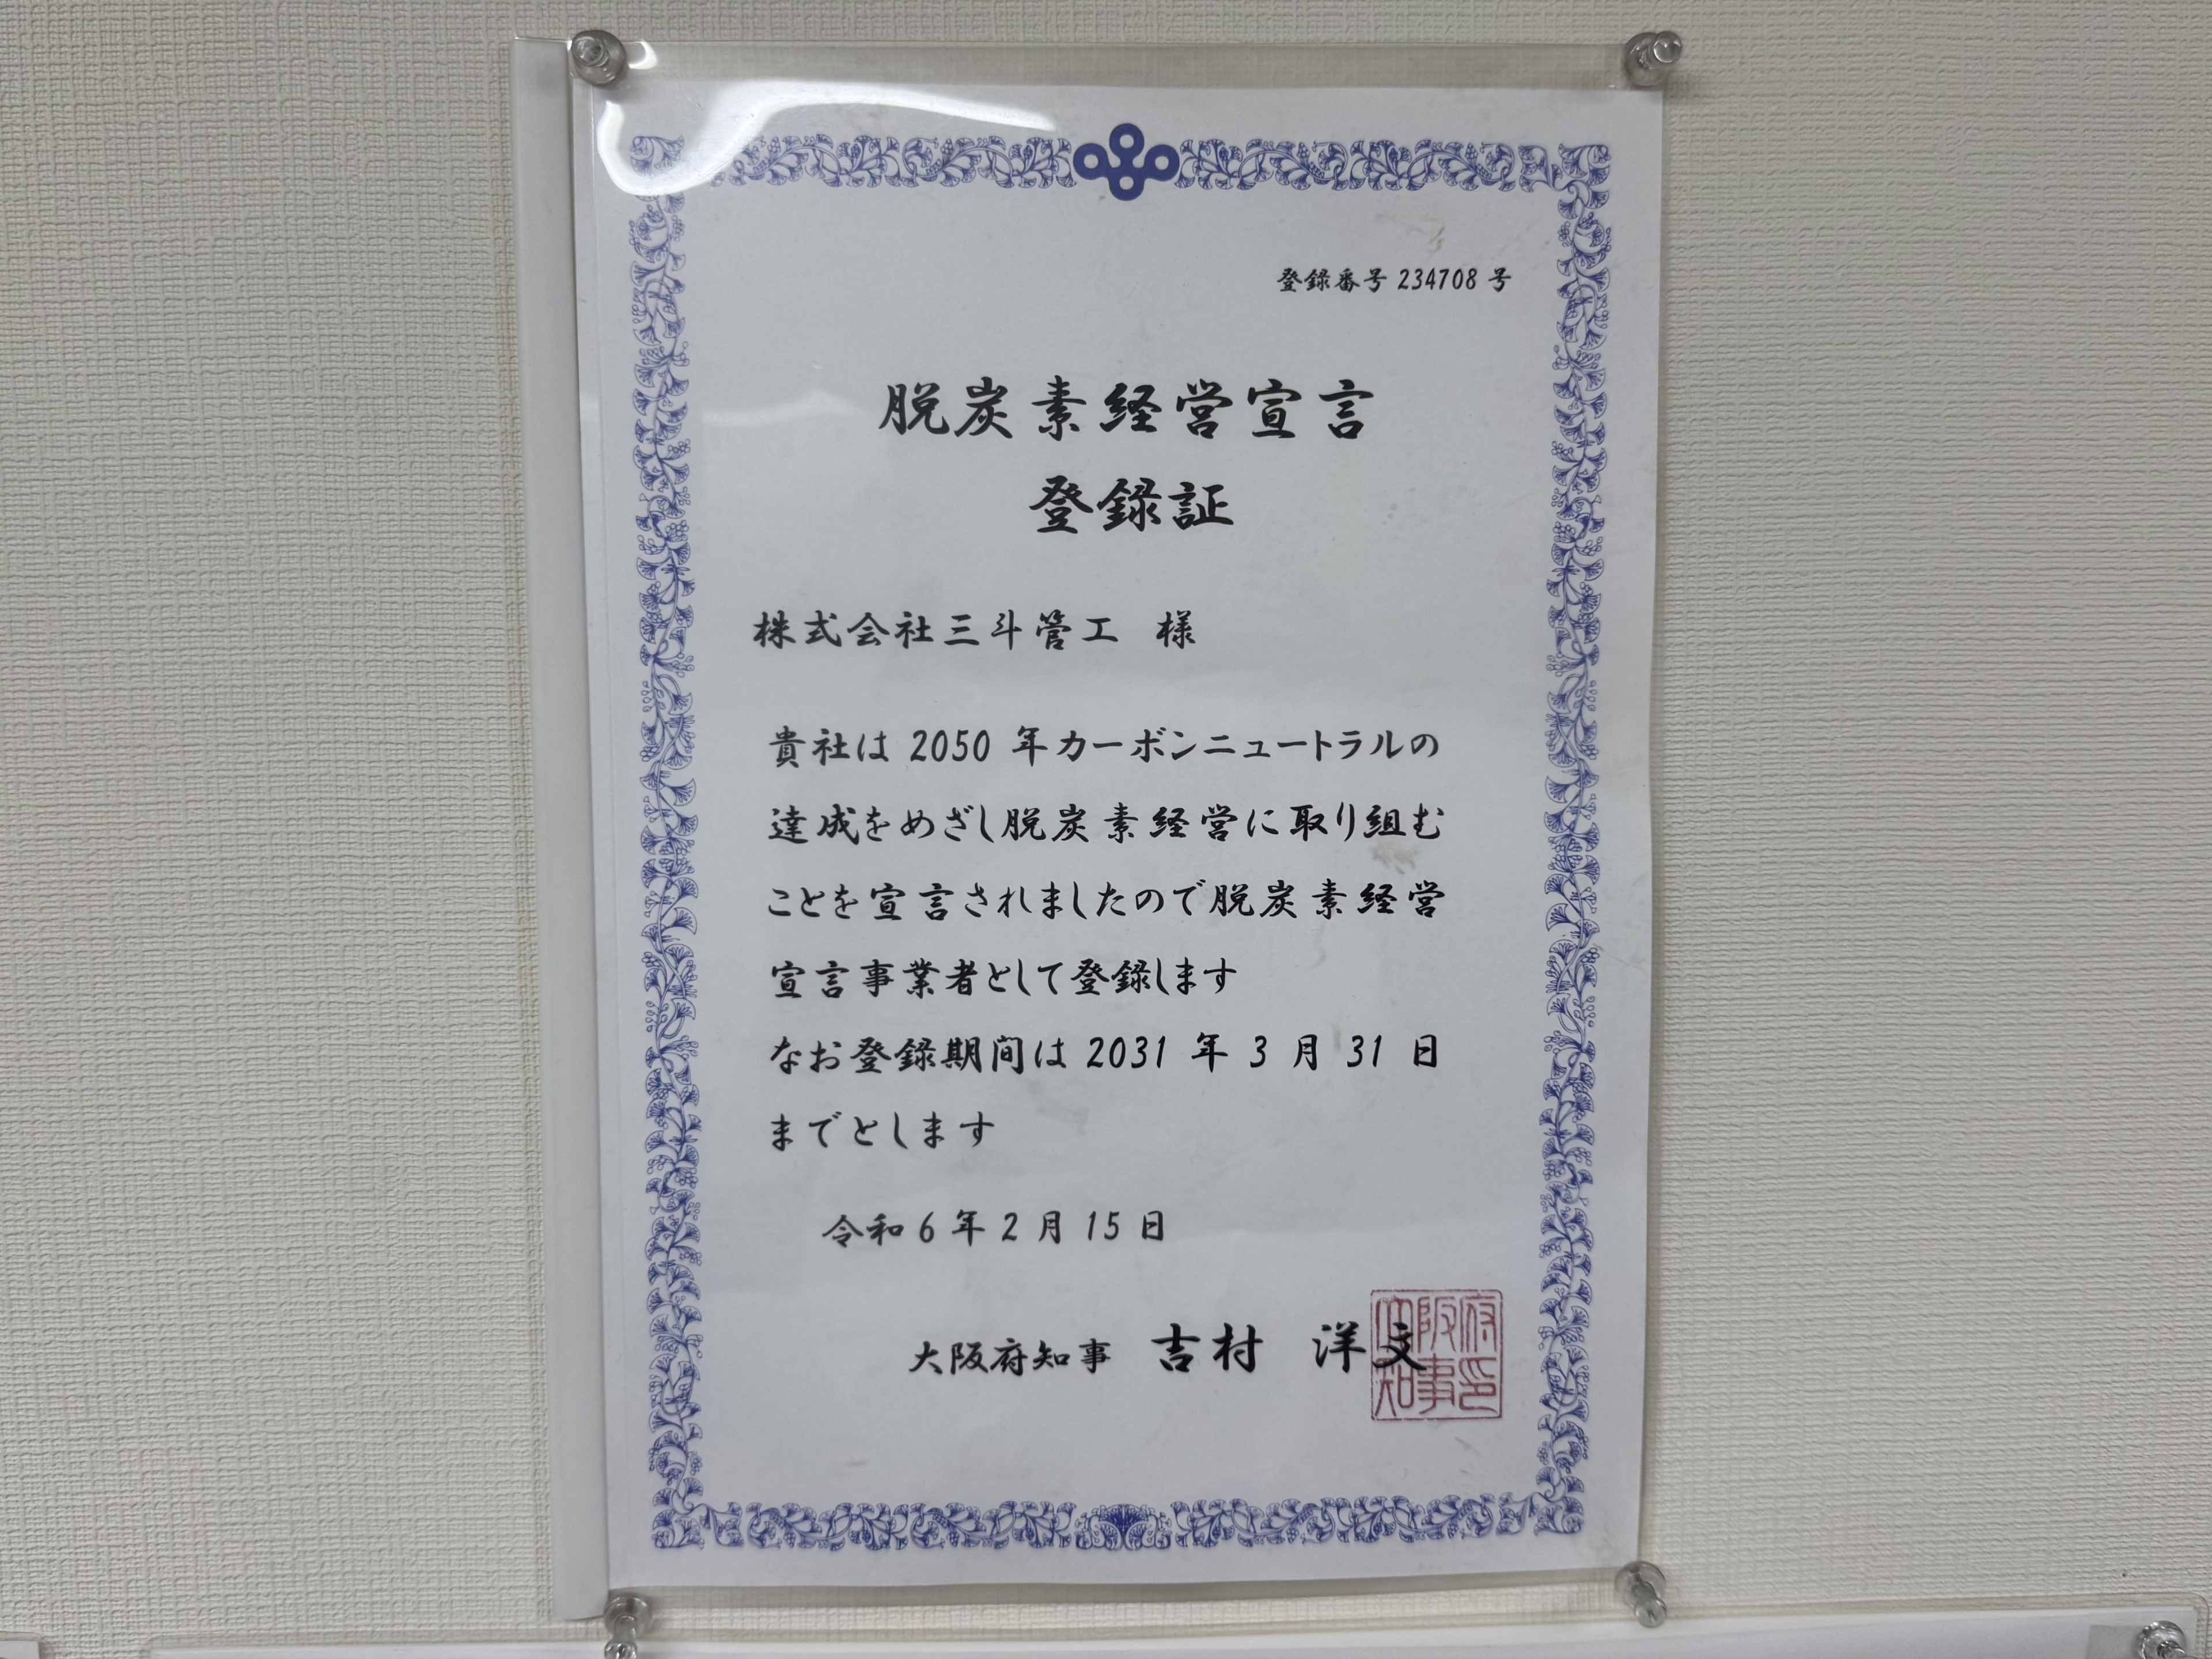 登録番号 234708 号
脱炭素経営宣言
登録証
株式会社三斗管工 様
貴社は 2050 年カーボンニュートラルの
達成をめざし脱炭素経営に取り組む
ことを宣言されましたので脱炭素経営
宣言事業者として登録します
なお登録期間は 2031 年 3 月 31 日
までとします
令和 6 年 2 月 15 日
大阪府知事 吉村 洋文